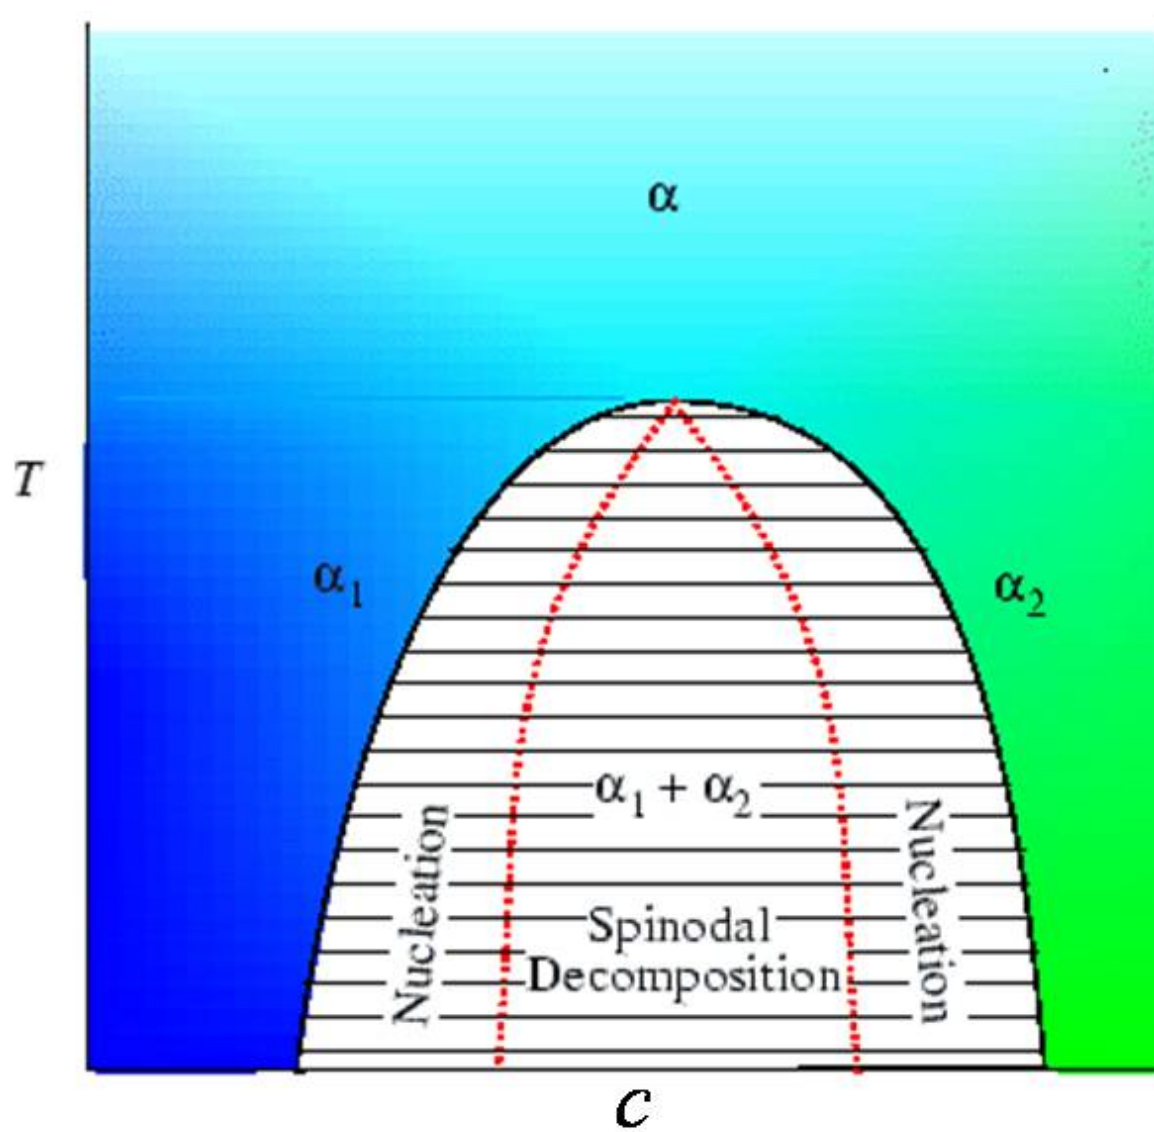 α
T
α₁
α₂
α₁ + α₂
Nucleation
Nucleation
Spinodal
Decomposition
C